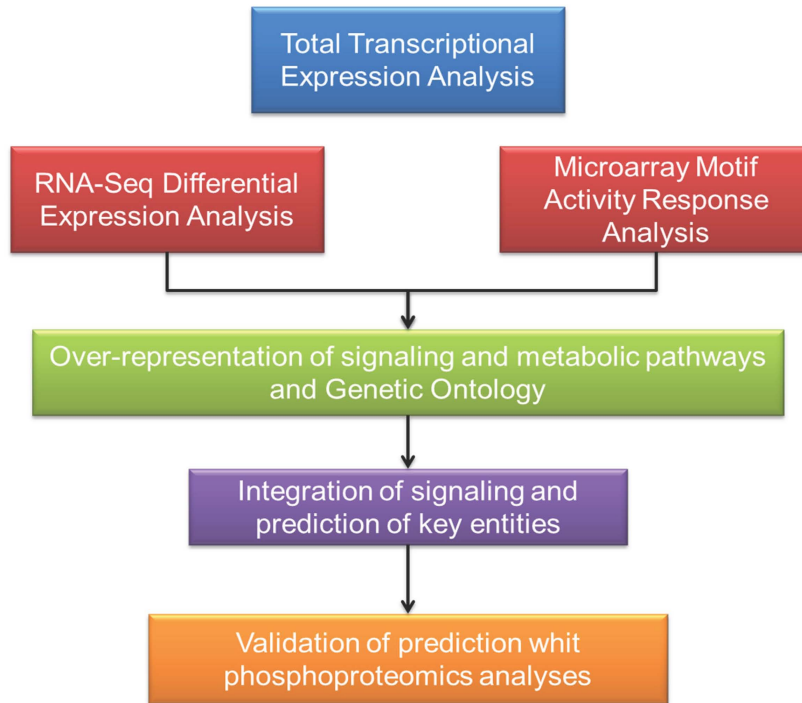 Total Transcriptional
Expression Analysis
RNA-Seq Differential
Expression Analysis
Microarray Motif
Activity Response
Analysis
Over-representation of signaling and metabolic pathways
and Genetic Ontology
Integration of signaling and
prediction of key entities
Validation of prediction whit
phosphoproteomics analyses